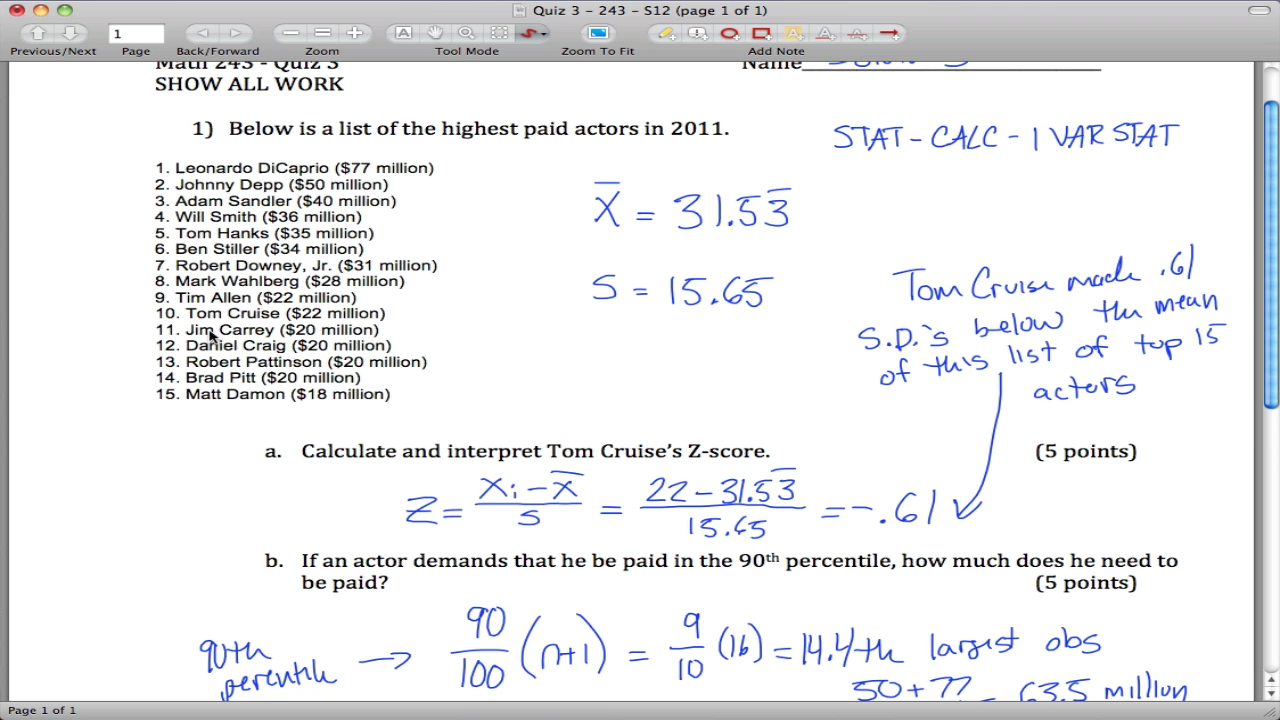 Quiz 3 - 243 - S12 (page 1 of 1)
1
Previous/Next Page Back/Forward Zoom Tool Mode Zoom To Fit Add Note
Math 243 - Quiz 3 Name
SHOW ALL WORK
1) Below is a list of the highest paid actors in 2011.
STAT - CALC - 1 VAR STAT
1. Leonardo DiCaprio ($77 million)
2. Johnny Depp ($50 million)
3. Adam Sandler ($40 million)
4. Will Smith ($36 million)
5. Tom Hanks ($35 million)
6. Ben Stiller ($34 million)
7. Robert Downey, Jr. ($31 million)
8. Mark Wahlberg ($28 million)
9. Tim Allen ($22 million)
10. Tom Cruise ($22 million)
11. Jim Carrey ($20 million)
12. Daniel Craig ($20 million)
13. Robert Pattinson ($20 million)
14. Brad Pitt ($20 million)
15. Matt Damon ($18 million)
x̄ = 31.53̅
S = 15.65
Tom Cruise made .61
S.D.'s below the mean
of this list of top 15
actors
a. Calculate and interpret Tom Cruise's Z-score. (5 points)
Z = (Xi - x̄)/S = (22 - 31.53̅)/15.65 = -.61
b. If an actor demands that he be paid in the 90th percentile, how much does he need to
be paid? (5 points)
90th percentile → 90/100 (n+1) = 9/10 (16) = 14.4th largest obs
50+77 = 63.5 million
Page 1 of 1